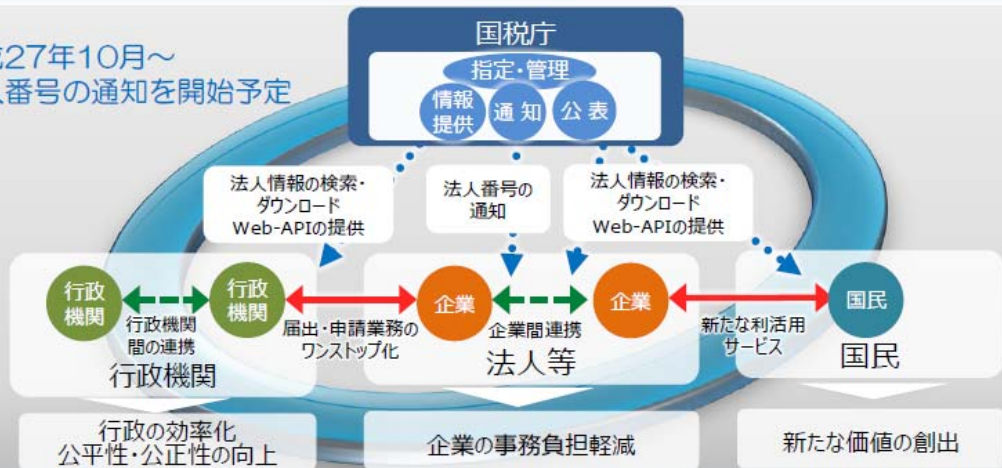 27年10月~
番号の通知を開始予定
国税庁
指定・管理
情報
提供
通 知
公 表
法人情報の検索・
ダウンロード
Web-APIの提供
法人番号の
通知
法人情報の検索・
ダウンロード
Web-APIの提供
行政
機関
行政
機関
企業
企業
国民
行政機関
間の連携
届出・申請業務の
ワンストップ化
企業間連携
新たな利活用
サービス
行政機関
法人等
国民
行政の効率化
公平性・公正性の向上
企業の事務負担軽減
新たな価値の創出